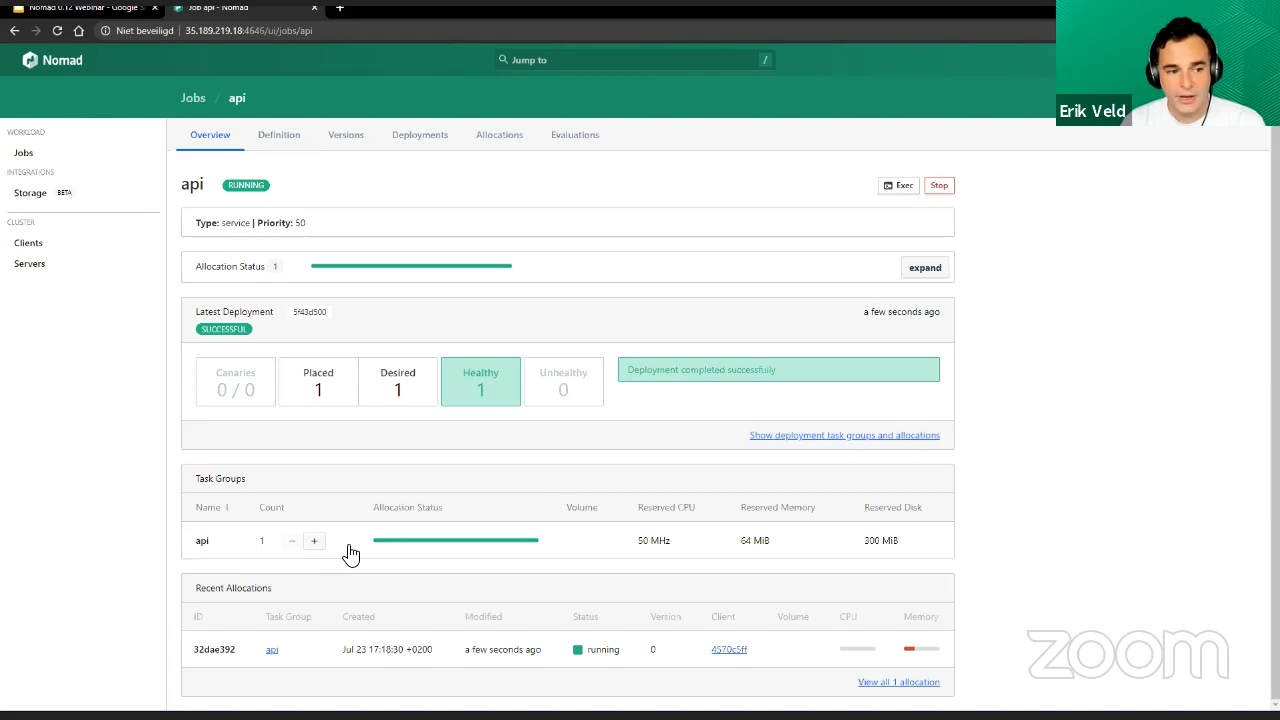 Nomad 0.12 Webinar - Google S
Job api - Nomad
Niet beveiligd
35.189.219.18:4646/ui/jobs/api
Nomad
Jump to
/
Erik Veld
Jobs / api
WORKLOAD
Jobs
INTEGRATIONS
Storage BETA
CLUSTER
Clients
Servers
Overview Definition Versions Deployments Allocations Evaluations
api RUNNING
Exec Stop
Type: service | Priority: 50
Allocation Status 1
expand
Latest Deployment 5f43d500
a few seconds ago
SUCCESSFUL
Canaries Placed Desired Healthy Unhealthy
0 / 0 1 1 1 0
Deployment completed successfully
Show deployment task groups and allocations
Task Groups
Name Count Allocation Status Volume Reserved CPU Reserved Memory Reserved Disk
api 1 − + 50 MHz 64 MiB 300 MiB
Recent Allocations
ID Task Group Created Modified Status Version Client Volume CPU Memory
32dae392 api Jul 23 17:18:30 +0200 a few seconds ago running 0 4570c5ff
View all 1 allocation
zoom